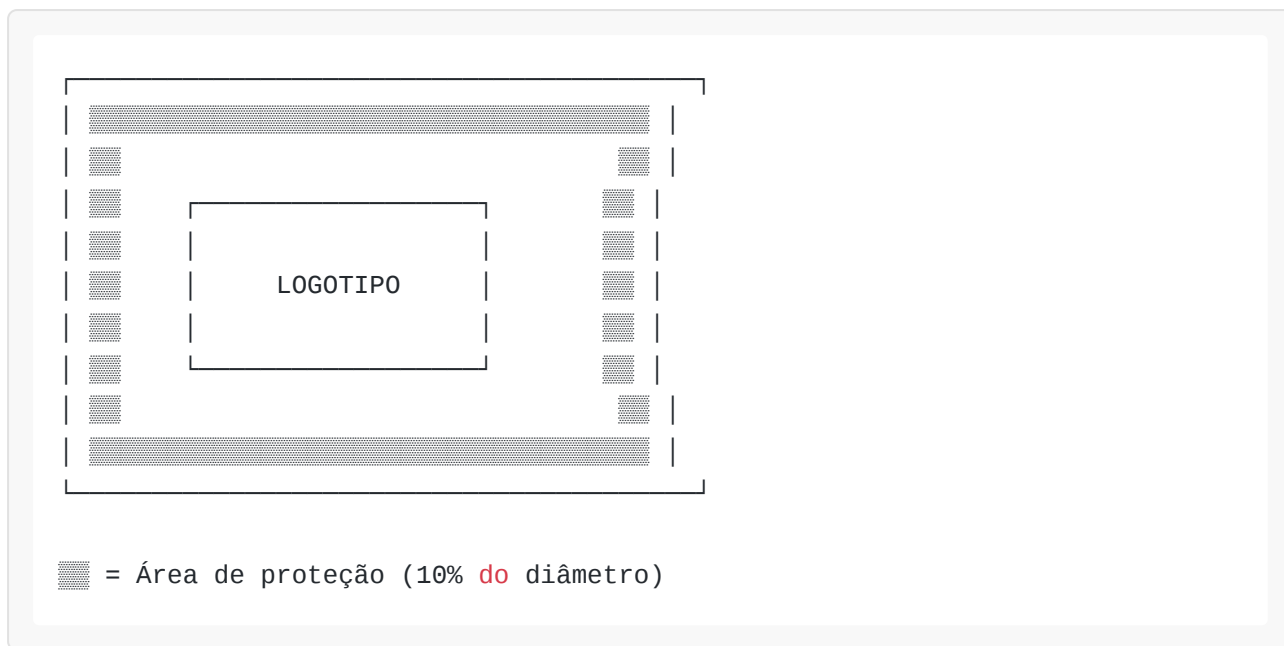 LOGOTIPO
▒▒ = Área de proteção (10% do diâmetro)